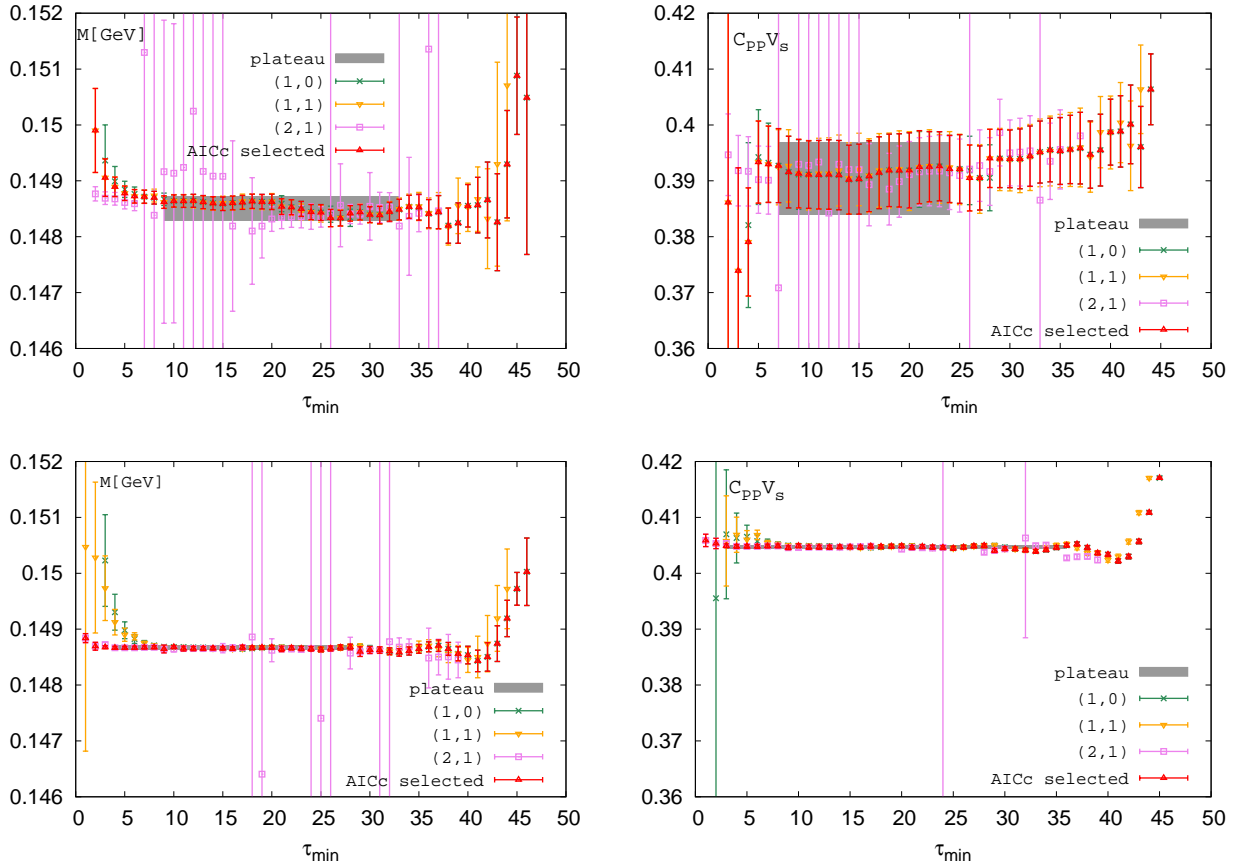 0.152
0.151
0.15
0.149
0.148
0.147
0.146
M[GeV]
plateau
(1,0)
(1,1)
(2,1)
AICc selected
0 5 10 15 20 25 30 35 40 45 50
τmin
0.42
0.41
0.4
0.39
0.38
0.37
0.36
CPPVs
plateau
(1,0)
(1,1)
(2,1)
AICc selected
0 5 10 15 20 25 30 35 40 45 50
τmin
0.152
0.151
0.15
0.149
0.148
0.147
0.146
M[GeV]
plateau
(1,0)
(1,1)
(2,1)
AICc selected
0 5 10 15 20 25 30 35 40 45 50
τmin
0.42
0.41
0.4
0.39
0.38
0.37
0.36
CPPVs
plateau
(1,0)
(1,1)
(2,1)
AICc selected
0 5 10 15 20 25 30 35 40 45 50
τmin